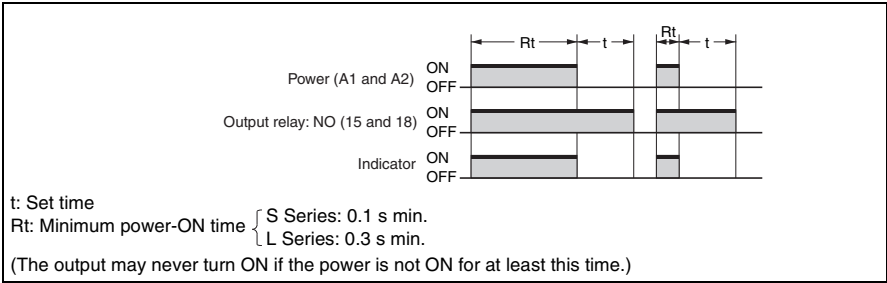 Rt t Rt t
Power (A1 and A2) ON
OFF
Output relay: NO (15 and 18) ON
OFF
Indicator ON
OFF
t: Set time
Rt: Minimum power-ON time { S Series: 0.1 s min.
L Series: 0.3 s min.
(The output may never turn ON if the power is not ON for at least this time.)